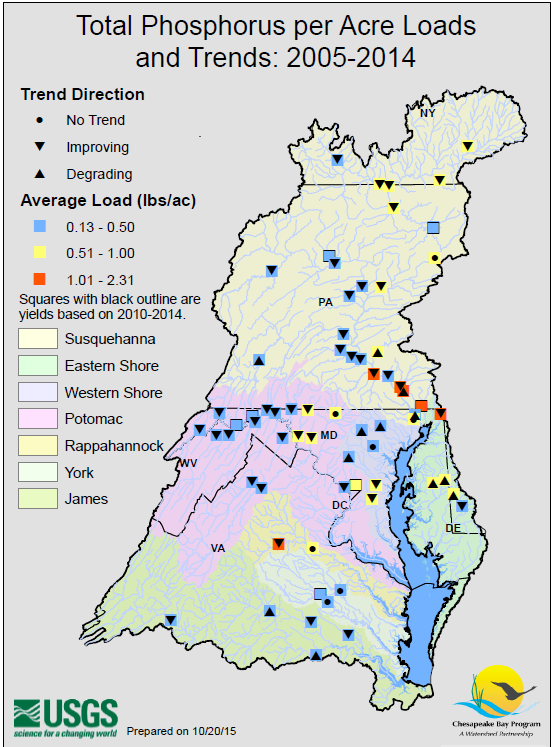 Total Phosphorus per Acre Loads
and Trends: 2005-2014
Trend Direction
No Trend
Improving
Degrading
Average Load (lbs/ac)
0.13 - 0.50
0.51 - 1.00
1.01 - 2.31
Squares with black outline are
yields based on 2010-2014.
Susquehanna
Eastern Shore
Western Shore
Potomac
Rappahannock
York
James
NY
PA
MD
WV
DC
DE
VA
USGS
science for a changing world
Prepared on 10/20/15
Chesapeake Bay Program
A Watershed Partnership